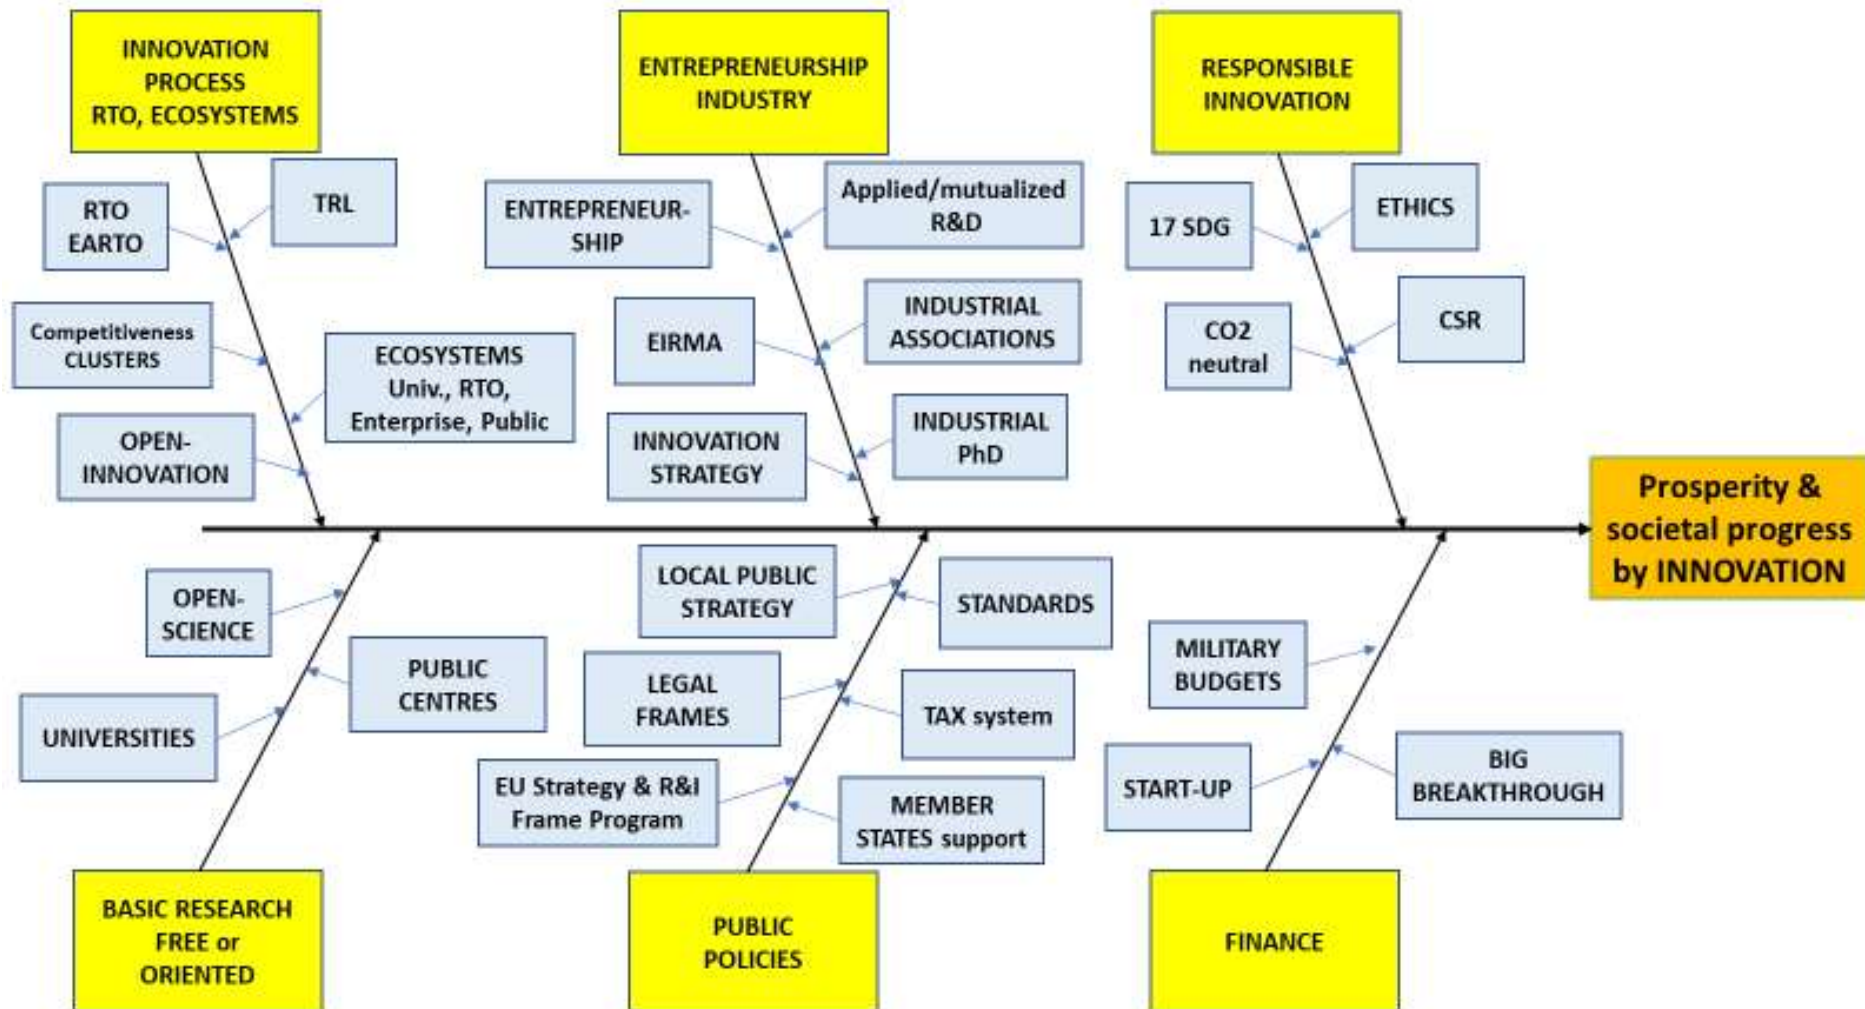 INNOVATION
PROCESS
RTO, ECOSYSTEMS
ENTREPRENEURSHIP
INDUSTRY
RESPONSIBLE
INNOVATION
RTO
EARTO
TRL
Competitiveness
CLUSTERS
ECOSYSTEMS
Univ., RTO,
Enterprise, Public
OPEN-
INNOVATION
ENTREPRENEUR-
SHIP
Applied/mutualized
R&D
EIRMA
INDUSTRIAL
ASSOCIATIONS
INNOVATION
STRATEGY
INDUSTRIAL
PhD
17 SDG
ETHICS
CO2
neutral
CSR
Prosperity &
societal progress
by INNOVATION
OPEN-
SCIENCE
PUBLIC
CENTRES
UNIVERSITIES
LOCAL PUBLIC
STRATEGY
STANDARDS
LEGAL
FRAMES
TAX system
EU Strategy & R&I
Frame Program
MEMBER
STATES support
MILITARY
BUDGETS
START-UP
BIG
BREAKTHROUGH
BASIC RESEARCH
FREE or
ORIENTED
PUBLIC
POLICIES
FINANCE